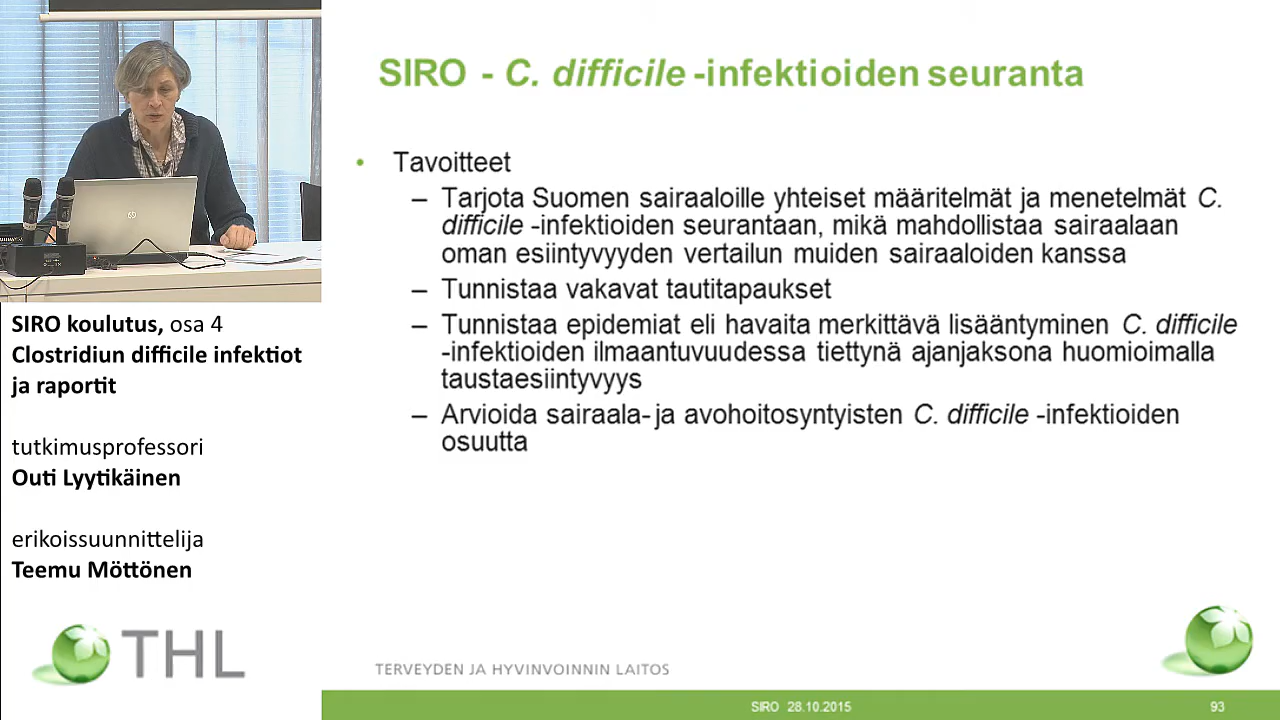 SIRO - C. difficile -infektioiden seuranta
• Tavoitteet
– Tarjota Suomen sairaaloille yhteiset määritelmät ja menetelmät C.
difficile -infektioiden seurantaan, mikä mahdollistaa sairaalaan
oman esiintyvyyden vertailun muiden sairaaloiden kanssa
– Tunnistaa vakavat tautitapaukset
– Tunnistaa epidemiat eli havaita merkittävä lisääntyminen C. difficile
-infektioiden ilmaantuvuudessa tiettynä ajanjaksona huomioimalla
taustaesiintyvyys
– Arvioida sairaala- ja avohoitosyntyisten C. difficile -infektioiden
osuutta
SIRO koulutus, osa 4
Clostridiun difficile infektiot
ja raportit
tutkimusprofessori
Outi Lyytikäinen
erikoissuunnittelija
Teemu Möttönen
THL
TERVEYDEN JA HYVINVOINNIN LAITOS
SIRO 28.10.2015
93
hp